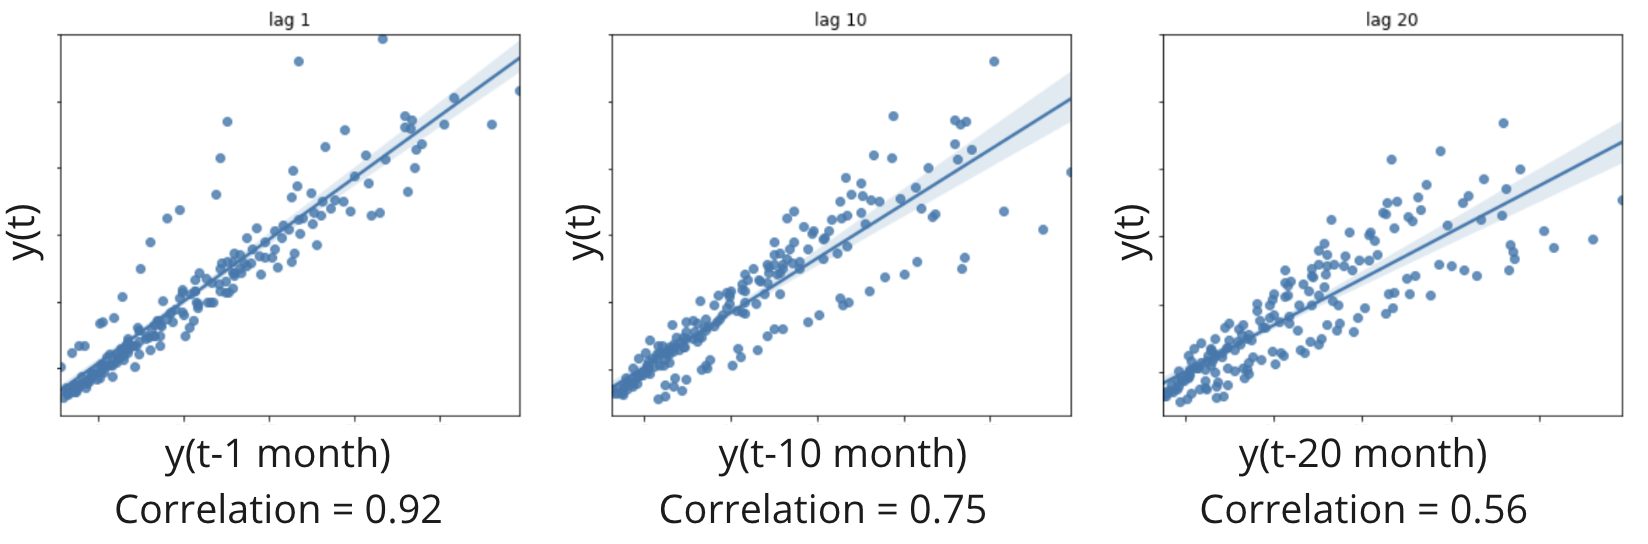 lag 1
y(t)
y(t-1 month)
Correlation = 0.92
lag 10
y(t)
y(t-10 month)
Correlation = 0.75
lag 20
y(t)
y(t-20 month)
Correlation = 0.56